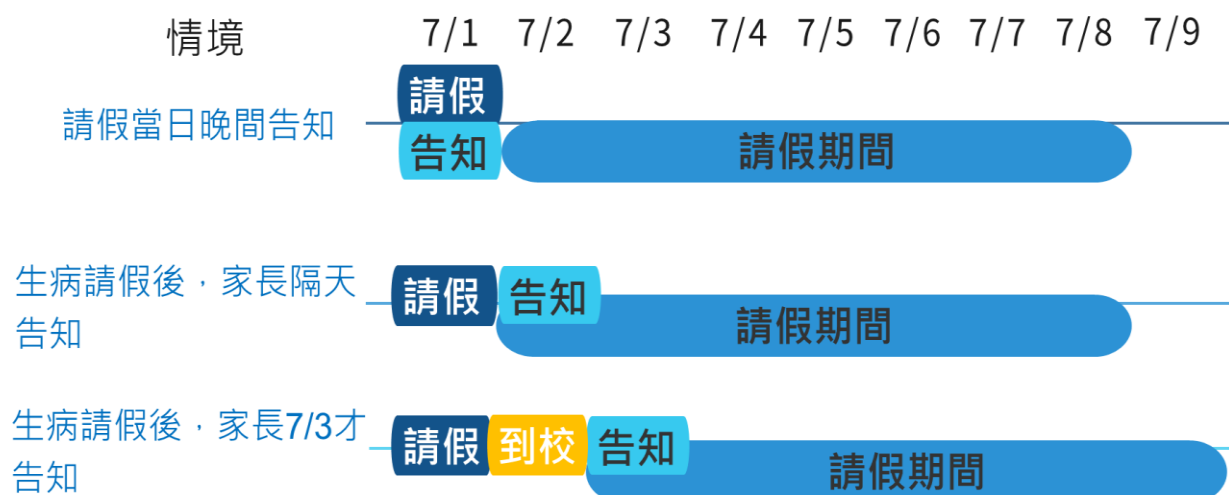 情境 7/1 7/2 7/3 7/4 7/5 7/6 7/7 7/8 7/9
請假
請假當日晚間告知
告知 請假期間
生病請假後，家長隔天
告知
請假 告知
請假期間
生病請假後，家長7/3才
告知
請假 到校 告知
請假期間